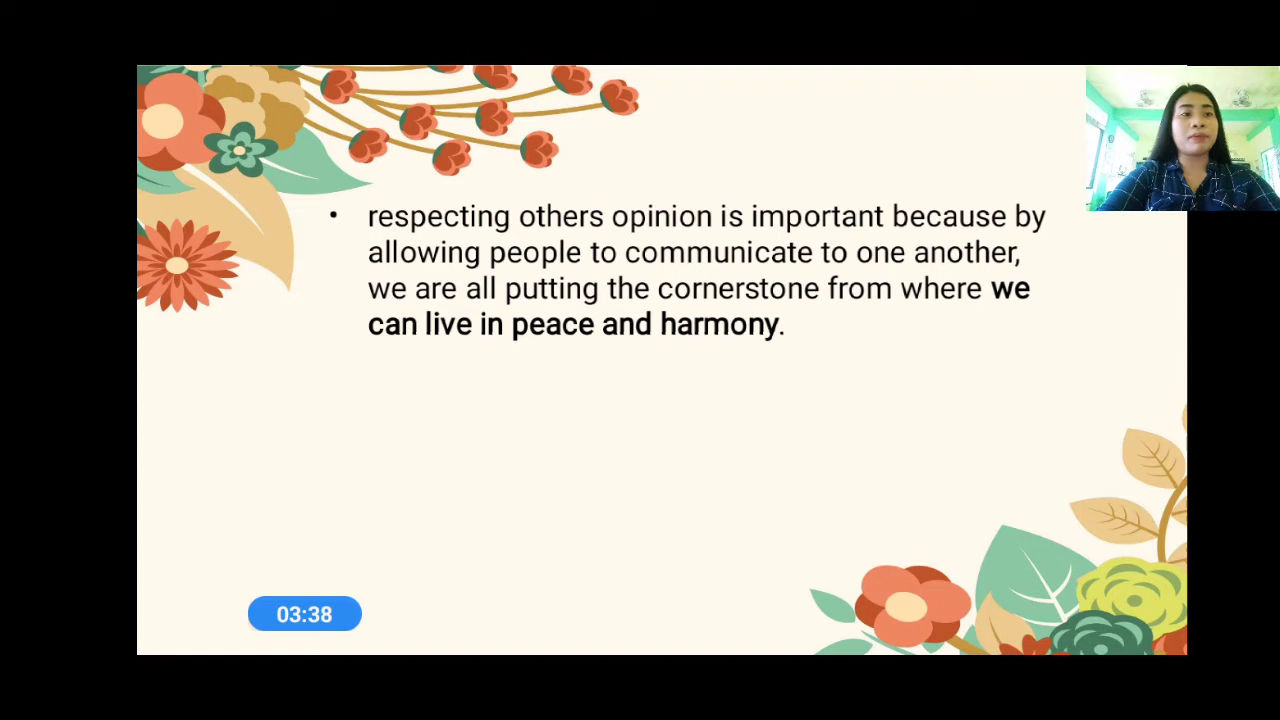 • respecting others opinion is important because by
allowing people to communicate to one another,
we are all putting the cornerstone from where we
can live in peace and harmony.
03:38